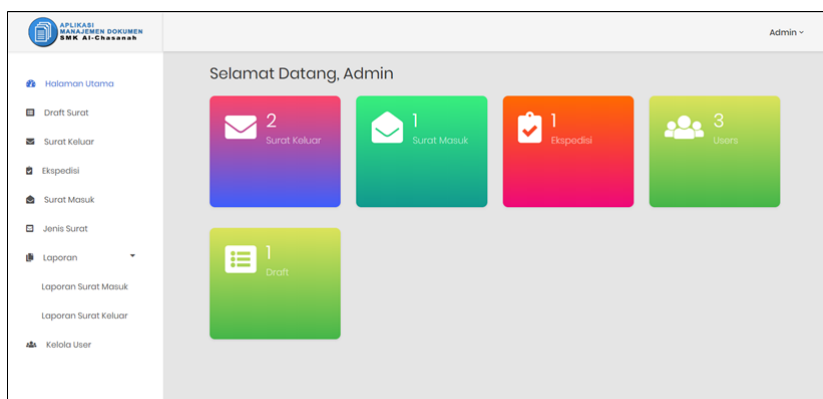 APLIKASI
MANAJEMEN DOKUMEN
SMK Al-Chasanah
Admin
Halaman Utama
Draft Surat
Surat Keluar
Ekspedisi
Surat Masuk
Jenis Surat
Laporan
Laporan Surat Masuk
Laporan Surat Keluar
Kelola User
Selamat Datang, Admin
2
Surat Keluar
1
Surat Masuk
1
Ekspedisi
3
Users
1
Draft